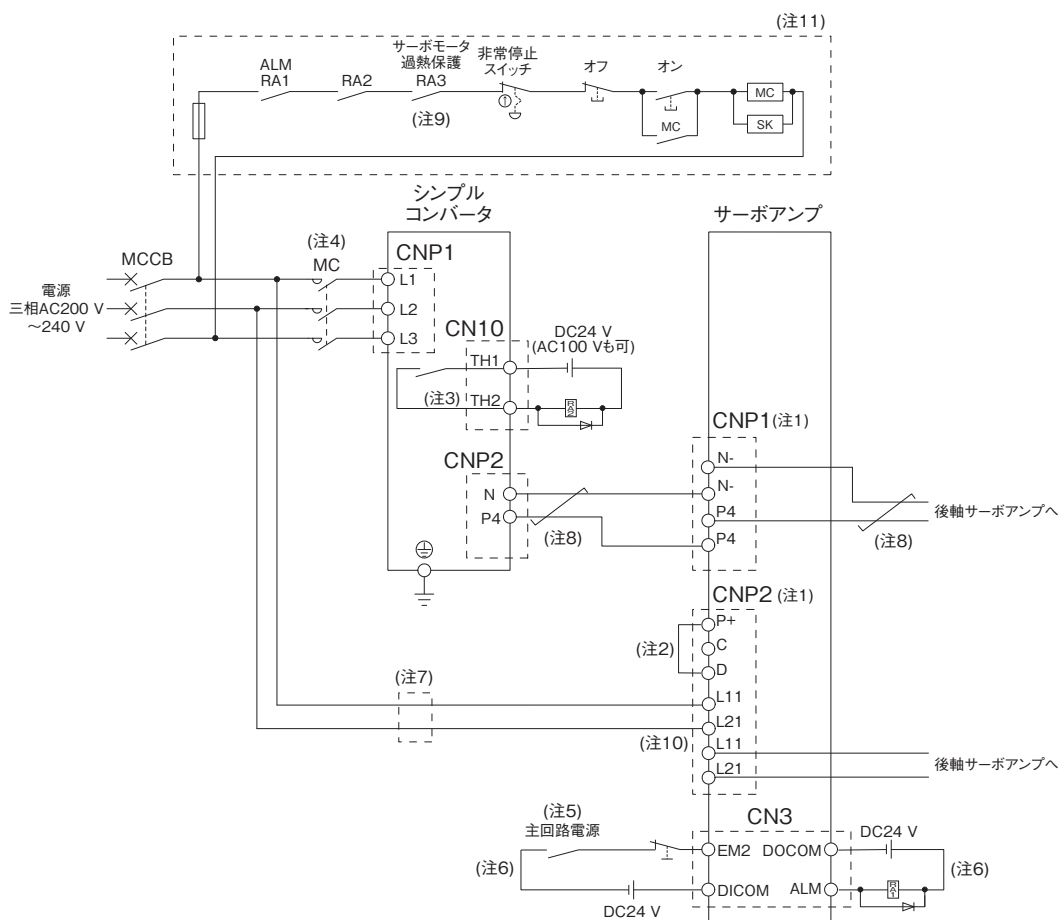 (注11)
サーボモータ
過熱保護
非常停止
スイッチ
ALM
RA1
RA2
RA3
オフ
オン
(注9)
MC
MC
SK
シンプル
コンバータ
サーボアンプ
MCCB
(注4)
MC
CNP1
電源
三相AC200 V
～240 V
L1
L2
L3
CN10
DC24 V
(AC100 Vも可)
TH1
(注3)
TH2
RA2
CNP1(注1)
CNP2
N-
N
N-
P4
P4
P4
(注8)
後軸サーボアンプへ
(注8)
CNP2(注1)
P+
(注2)
C
D
(注7)
L11
L21
(注10)
L11
L21
後軸サーボアンプへ
CN3
(注5)
主回路電源
DC24 V
(注6)
EM2
DOCOM
(注6)
DICOM
ALM
RA1
DC24 V